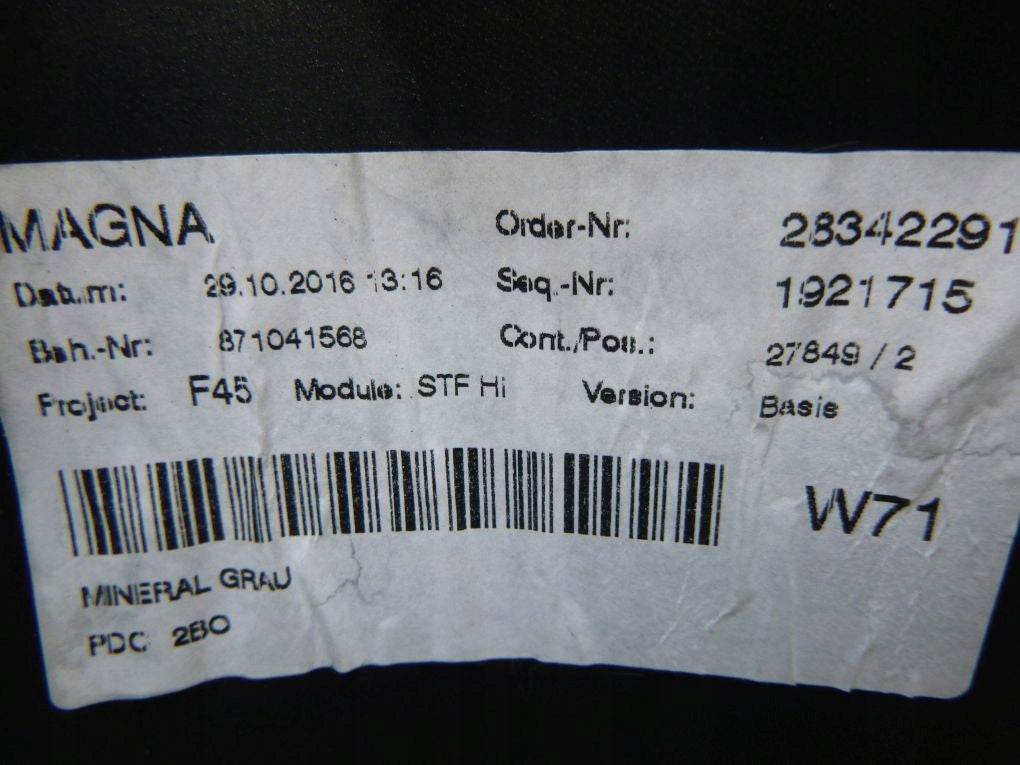 MAGNA Order-Nr: 28342291
Datum: 29.10.2016 13:16 Seq.-Nr: 1921715
Beh.-Nr: 871041568 Cont./Pos.: 27849 / 2
Project: F45 Module: STF Hi Version: Basis
W71
MINERAL GRAU
PDC 2BO